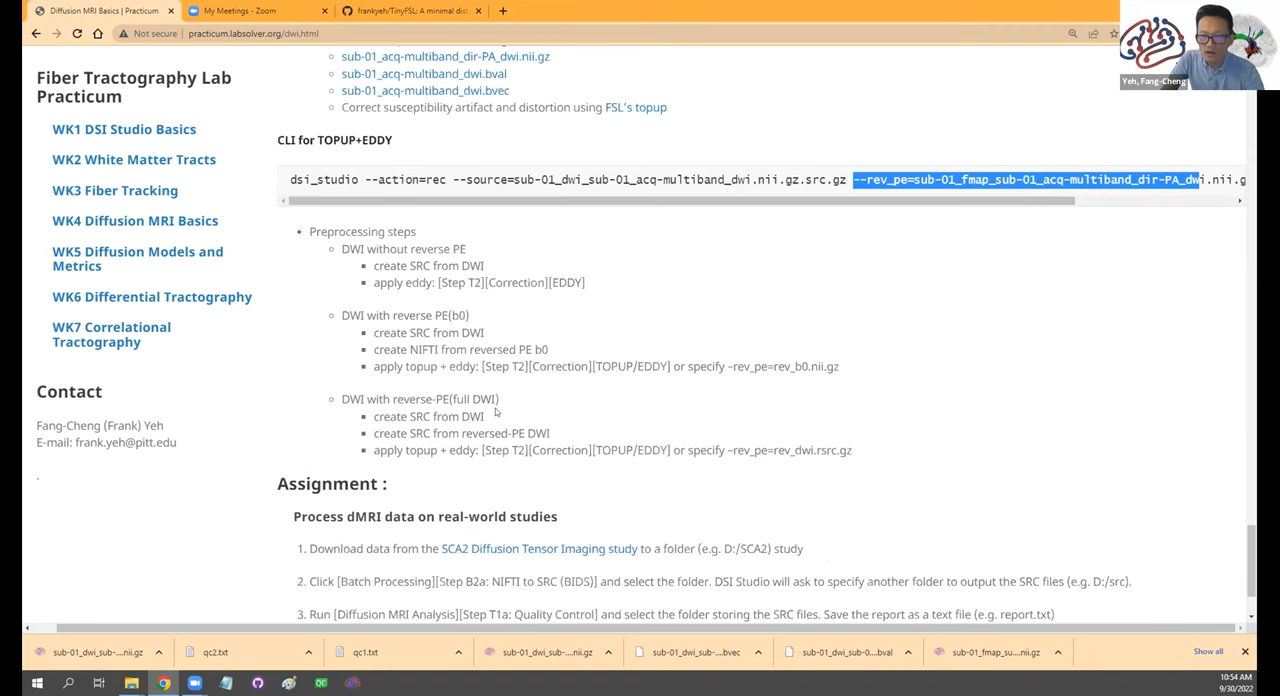 Diffusion MRI Basics | Practicum
My Meetings - Zoom
frankyeh/TinyFSL: A minimal dist
Not secure | practicum.labsolver.org/dwi.html
Yeh, Fang-Cheng
Fiber Tractography Lab
Practicum
WK1 DSI Studio Basics
WK2 White Matter Tracts
WK3 Fiber Tracking
WK4 Diffusion MRI Basics
WK5 Diffusion Models and
Metrics
WK6 Differential Tractography
WK7 Correlational
Tractography
Contact
Fang-Cheng (Frank) Yeh
E-mail: frank.yeh@pitt.edu
.
sub-01_acq-multiband_dir-PA_dwi.nii.gz
sub-01_acq-multiband_dwi.bval
sub-01_acq-multiband_dwi.bvec
Correct susceptibility artifact and distortion using FSL's topup
CLI for TOPUP+EDDY
dsi_studio --action=rec --source=sub-01_dwi_sub-01_acq-multiband_dwi.nii.gz.src.gz --rev_pe=sub-01_fmap_sub-01_acq-multiband_dir-PA_dwi.nii.g
Preprocessing steps
DWI without reverse PE
create SRC from DWI
apply eddy: [Step T2][Correction][EDDY]
DWI with reverse PE(b0)
create SRC from DWI
create NIFTI from reversed PE b0
apply topup + eddy: [Step T2][Correction][TOPUP/EDDY] or specify –rev_pe=rev_b0.nii.gz
DWI with reverse-PE(full DWI)
create SRC from DWI
create SRC from reversed-PE DWI
apply topup + eddy: [Step T2][Correction][TOPUP/EDDY] or specify –rev_pe=rev_dwi.rsrc.gz
Assignment :
Process dMRI data on real-world studies
1. Download data from the SCA2 Diffusion Tensor Imaging study to a folder (e.g. D:/SCA2) study
2. Click [Batch Processing][Step B2a: NIFTI to SRC (BIDS)] and select the folder. DSI Studio will ask to specify another folder to output the SRC files (e.g. D:/src).
3. Run [Diffusion MRI Analysis][Step T1a: Quality Control] and select the folder storing the SRC files. Save the report as a text file (e.g. report.txt)
sub-01_dwi_sub-....nii.gz
qc2.txt
qc1.txt
sub-01_dwi_sub-....nii.gz
sub-01_dwi_sub-....bvec
sub-01_dwi_sub-0....bval
sub-01_fmap_su....nii.gz
Show all
10:54 AM
9/30/2022